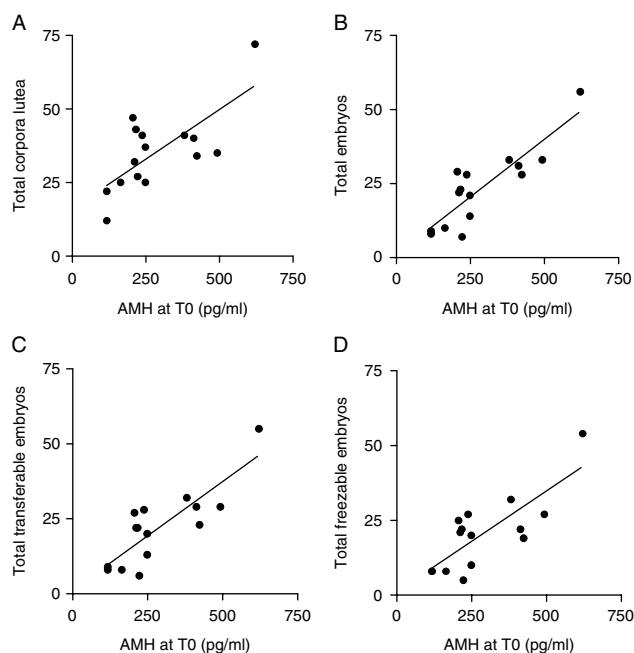 A
75
50
25
0
0 250 500 750
Total corpora lutea
AMH at T0 (pg/ml)
B
75
50
25
0
0 250 500 750
Total embryos
AMH at T0 (pg/ml)
C
75
50
25
0
0 250 500 750
Total transferable embryos
AMH at T0 (pg/ml)
D
75
50
25
0
0 250 500 750
Total freezable embryos
AMH at T0 (pg/ml)